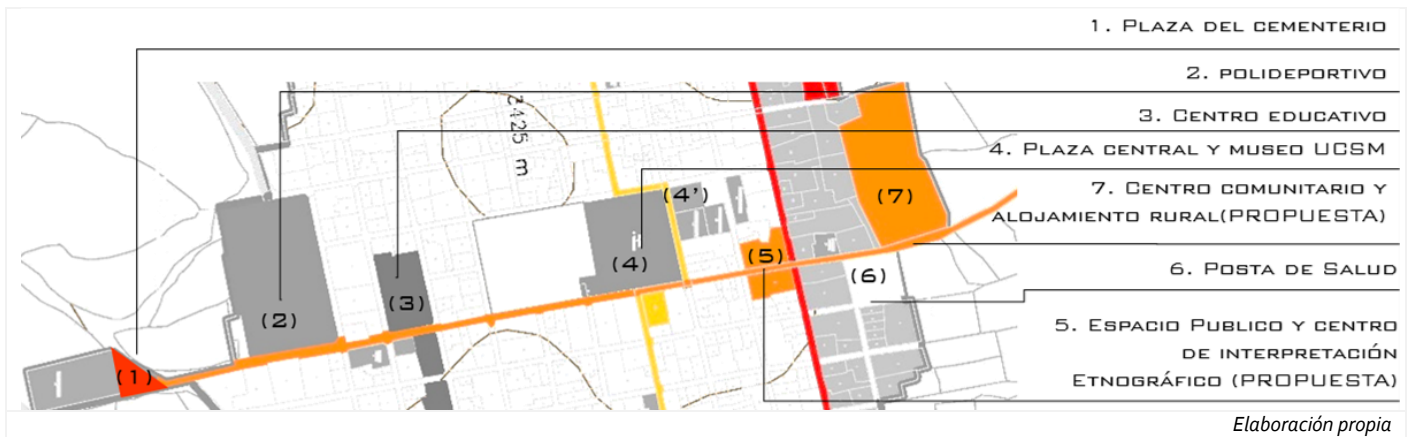 1. Plaza del cementerio
2. polideportivo
3. Centro educativo
4. Plaza central y museo UCSM
7. Centro comunitario y
alojamiento rural(PROPUESTA)
6. Posta de Salud
5. Espacio Publico y centro
de interpretación
Etnográfico (PROPUESTA)
3425 m
(4')
(7)
(5)
(4)
(6)
(3)
(2)
(1)
Elaboración propia